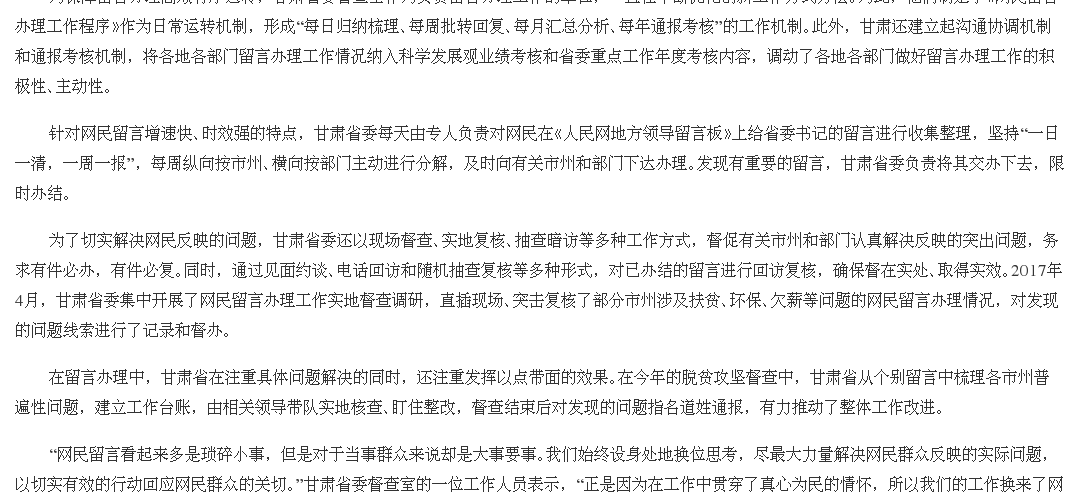 办理工作程序》作为日常运转机制，形成“每日归纳梳理、每周批转回复、每月汇总分析、每年通报考核”的工作机制。此外，甘肃还建立起沟通协调机制
和通报考核机制，将各地各部门留言办理工作情况纳入科学发展观业绩考核和省委重点工作年度考核内容，调动了各地各部门做好留言办理工作的积
极性、主动性。
针对网民留言增速快、时效强的特点，甘肃省委每天由专人负责对网民在《人民网地方领导留言板》上给省委书记的留言进行收集整理，坚持“一日
一清，一周一报”，每周纵向按市州、横向按部门主动进行分解，及时向有关市州和部门下达办理。发现有重要的留言，甘肃省委负责将其交办下去，限
时办结。
为了切实解决网民反映的问题，甘肃省委还以现场督查、实地复核、抽查暗访等多种工作方式，督促有关市州和部门认真解决反映的突出问题，务
求有件必办，有件必复。同时，通过见面约谈、电话回访和随机抽查复核等多种形式，对已办结的留言进行回访复核，确保督在实处、取得实效。2017年
4月，甘肃省委集中开展了网民留言办理工作实地督查调研，直插现场、突击复核了部分市州涉及扶贫、环保、欠薪等问题的网民留言办理情况，对发现
的问题线索进行了记录和督办。
在留言办理中，甘肃省在注重具体问题解决的同时，还注重发挥以点带面的效果。在今年的脱贫攻坚督查中，甘肃省从个别留言中梳理各市州普
遍性问题，建立工作台账，由相关领导带队实地核查、盯住整改，督查结束后对发现的问题指名道姓通报，有力推动了整体工作改进。
“网民留言看起来多是琐碎小事，但是对于当事群众来说却是大事要事。我们始终设身处地换位思考，尽最大力量解决网民群众反映的实际问题，
以切实有效的行动回应网民群众的关切。”甘肃省委督查室的一位工作人员表示，“正是因为在工作中贯穿了真心为民的情怀，所以我们的工作换来了网